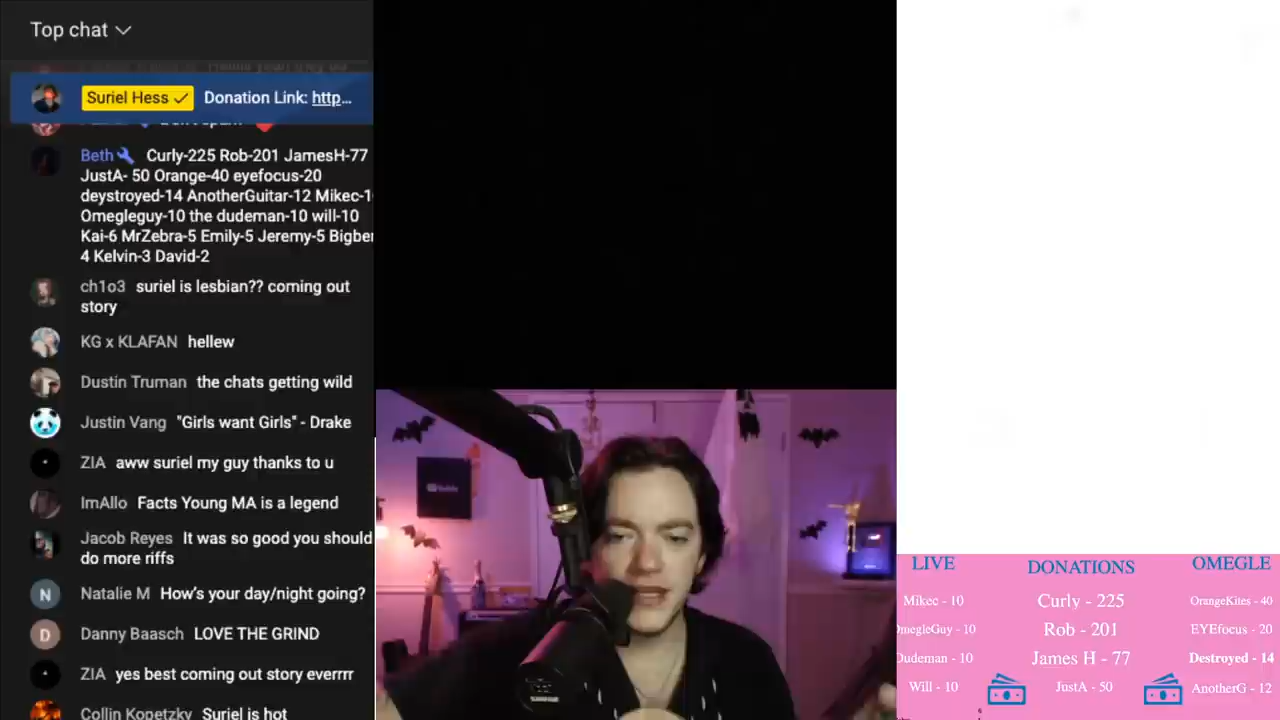 Top chat
Suriel Hess Donation Link: http...
Beth Curly-225 Rob-201 JamesH-77
JustA- 50 Orange-40 eyefocus-20
deystroyed-14 AnotherGuitar-12 Mikec-1
Omegleguy-10 the dudeman-10 will-10
Kai-6 MrZebra-5 Emily-5 Jeremy-5 Bigber
4 Kelvin-3 David-2
ch1o3 suriel is lesbian?? coming out
story
KG x KLAFAN hellew
Dustin Truman the chats getting wild
Justin Vang "Girls want Girls" - Drake
ZIA aww suriel my guy thanks to u
ImAllo Facts Young MA is a legend
Jacob Reyes It was so good you should
do more riffs
N Natalie M How's your day/night going?
D Danny Baasch LOVE THE GRIND
ZIA yes best coming out story everrrr
Collin Kopetzky Suriel is hot
LIVE DONATIONS OMEGLE
Mikec - 10 Curly - 225 OrangeKites - 40
OmegleGuy - 10 Rob - 201 EYEfocus - 20
Dudeman - 10 James H - 77 Destroyed - 14
Will - 10 JustA - 50 AnotherG - 12